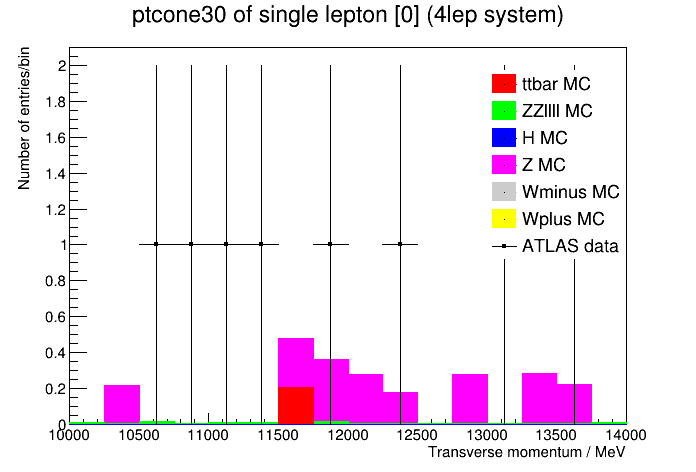 ptcone30 of single lepton [0] (4lep system)
Number of entries/bin
2
1.8
1.6
1.4
1.2
1
0.8
0.6
0.4
0.2
0
ttbar MC
ZZllll MC
H MC
Z MC
Wminus MC
Wplus MC
ATLAS data
10000 10500 11000 11500 12000 12500 13000 13500 14000
Transverse momentum / MeV